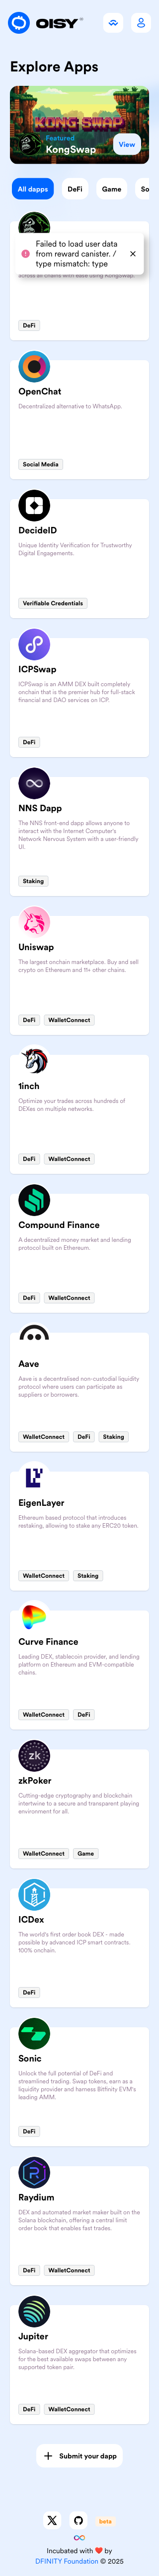 OISY
Explore Apps
KONG SWAP
Featured
KongSwap
View
All dapps
DeFi
Game
So
Failed to load user data
from reward canister. /
type mismatch: type
across all chains with ease using KongSwap.
DeFi
OpenChat
Decentralized alternative to WhatsApp.
Social Media
DecideID
Unique Identity Verification for Trustworthy
Digital Engagements.
Verifiable Credentials
ICPSwap
ICPSwap is an AMM DEX built completely
onchain that is the premier hub for full-stack
financial and DAO services on ICP.
DeFi
NNS Dapp
The NNS front-end dapp allows anyone to
interact with the Internet Computer's
Network Nervous System with a user-friendly
UI.
Staking
Uniswap
The largest onchain marketplace. Buy and sell
crypto on Ethereum and 11+ other chains.
DeFi WalletConnect
1inch
Optimize your trades across hundreds of
DEXes on multiple networks.
DeFi WalletConnect
Compound Finance
A decentralized money market and lending
protocol built on Ethereum.
DeFi WalletConnect
Aave
Aave is a decentralised non-custodial liquidity
protocol where users can participate as
suppliers or borrowers.
WalletConnect DeFi Staking
EigenLayer
Ethereum based protocol that introduces
restaking, allowing to stake any ERC20 token.
WalletConnect Staking
Curve Finance
Leading DEX, stablecoin provider, and lending
platform on Ethereum and EVM-compatible
chains.
WalletConnect DeFi
zk
zkPoker
Cutting-edge cryptography and blockchain
intertwine to a secure and transparent playing
environment for all.
WalletConnect Game
ICDex
The world's first order book DEX - made
possible by advanced ICP smart contracts.
100% onchain.
DeFi
Sonic
Unlock the full potential of DeFi and
streamlined trading. Swap tokens, earn as a
liquidity provider and harness Bitfinity EVM's
leading AMM.
DeFi
Raydium
DEX and automated market maker built on the
Solana blockchain, offering a central limit
order book that enables fast trades.
DeFi WalletConnect
Jupiter
Solana-based DEX aggregator that optimizes
for the best available swaps between any
supported token pair.
DeFi WalletConnect
Submit your dapp
beta
Incubated with ❤️ by
DFINITY Foundation © 2025